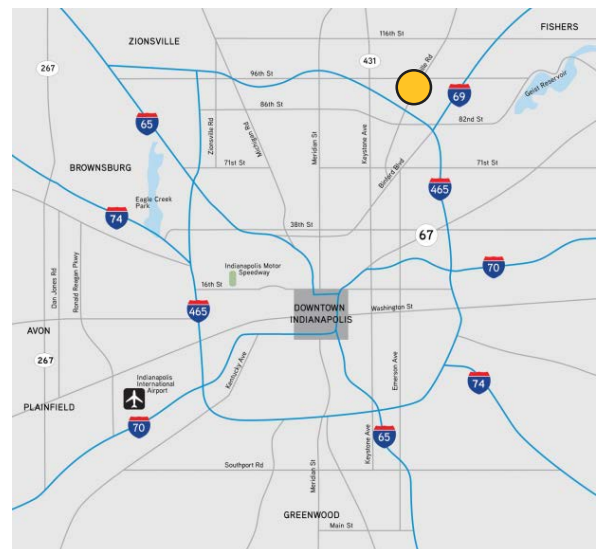 116th St
FISHERS
ZIONSVILLE
431
267
96th St
69
Geist Reservoir
86th St
82nd St
65
Zionsville Rd
Michigan Rd
Meridian St
Keystone Ave
Binford Blvd
71st St
71st St
BROWNSBURG
465
Eagle Creek
Park
74
38th St
67
Dan Jones Rd
Ronald Reagan Pkwy
Indianapolis Motor
Speedway
70
16th St
465
DOWNTOWN
INDIANAPOLIS
Washington St
AVON
267
Kentucky Ave
Emerson Ave
Indianapolis
International
Airport
74
PLAINFIELD
70
65
Keystone Ave
Southport Rd
Meridian St
GREENWOOD
Main St